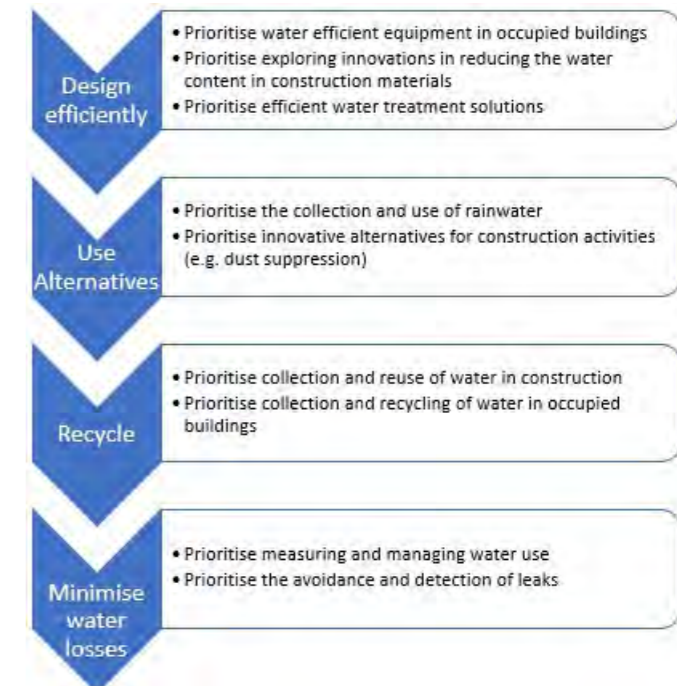 Design
efficiently
• Prioritise water efficient equipment in occupied buildings
• Prioritise exploring innovations in reducing the water
content in construction materials
• Prioritise efficient water treatment solutions
Use
Alternatives
• Prioritise the collection and use of rainwater
• Prioritise innovative alternatives for construction activities
(e.g. dust suppression)
Recycle
• Prioritise collection and reuse of water in construction
• Prioritise collection and recycling of water in occupied
buildings
Minimise
water
losses
• Prioritise measuring and managing water use
• Prioritise the avoidance and detection of leaks